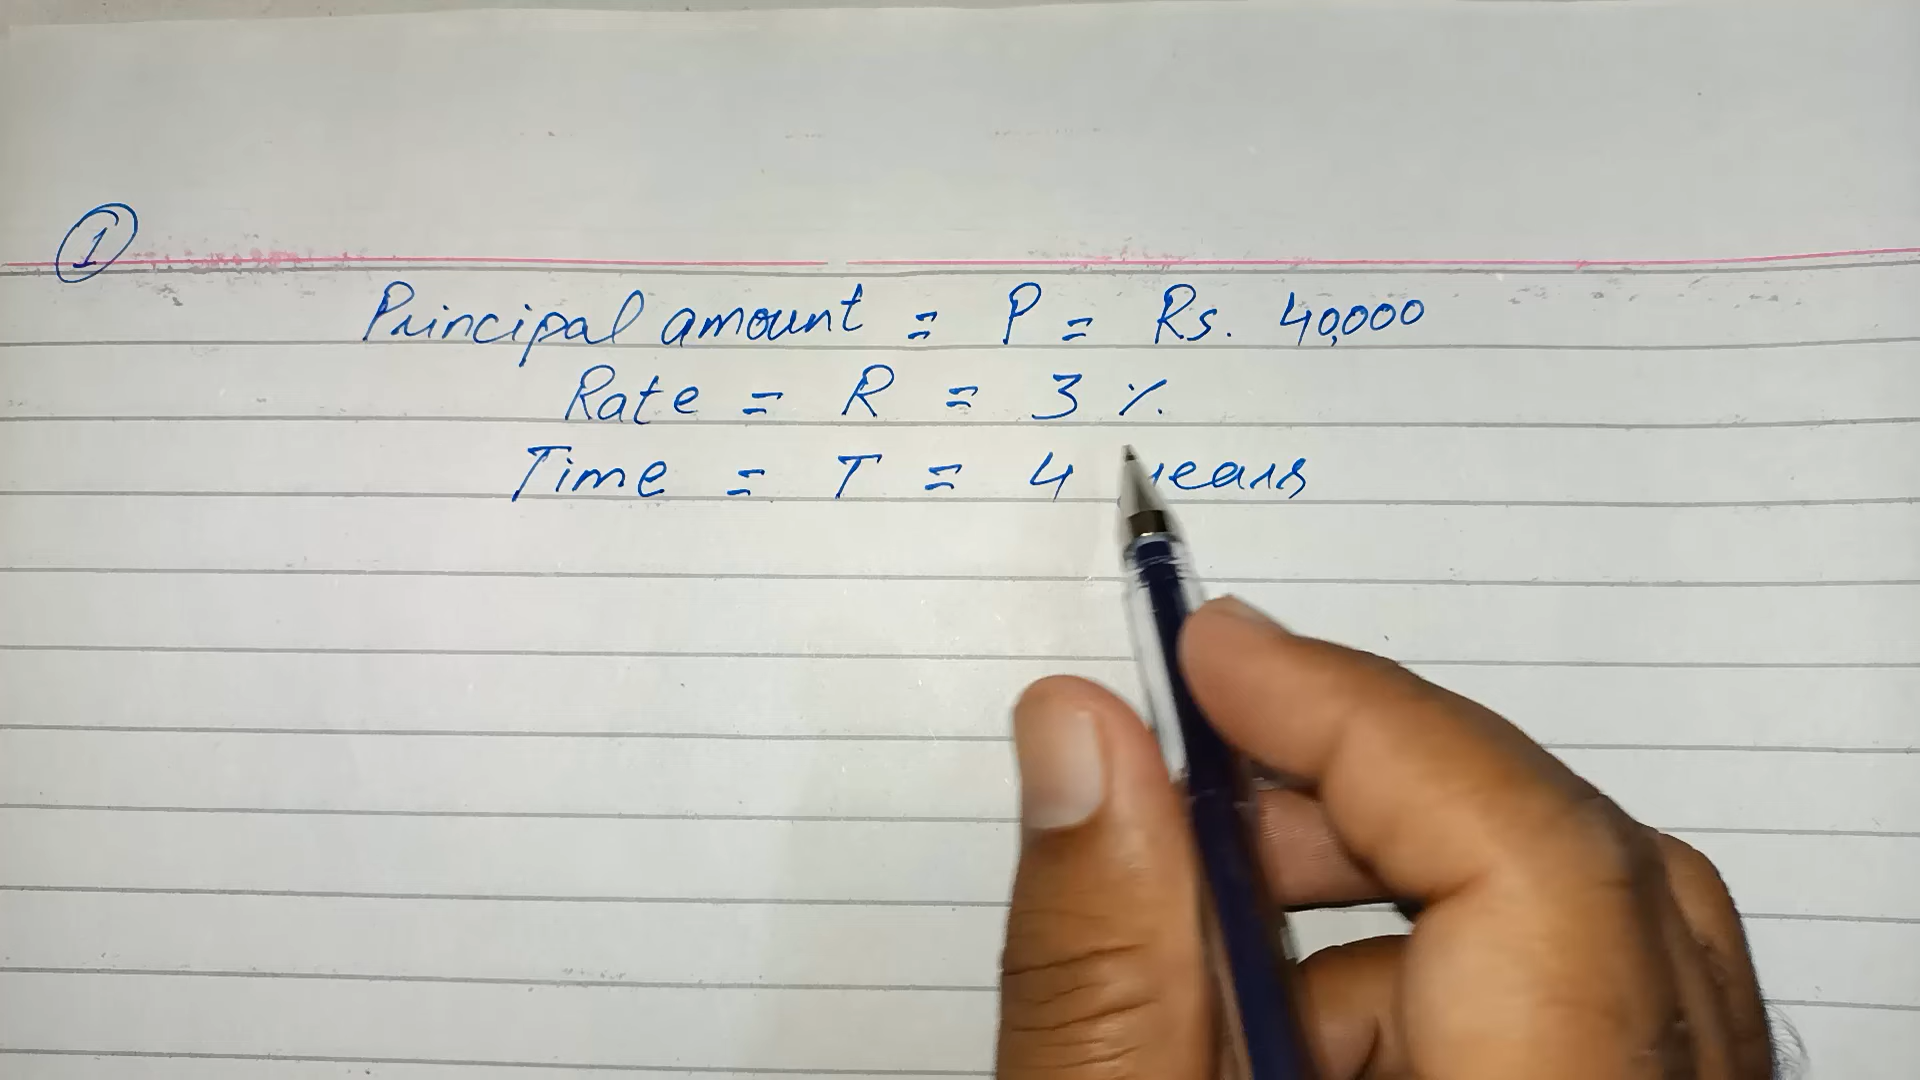 1
Principal amount = P = Rs. 40,000
Rate = R = 3 %
Time = T = 4 years